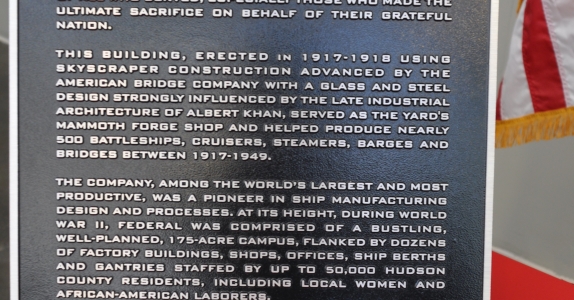 ESPECIALLY THOSE WHO MADE THE
ULTIMATE SACRIFICE ON BEHALF OF THEIR GRATEFUL
NATION.
THIS BUILDING, ERECTED IN 1917-1918 USING
SKYSCRAPER CONSTRUCTION ADVANCED BY THE
AMERICAN BRIDGE COMPANY WITH A GLASS AND STEEL
DESIGN STRONGLY INFLUENCED BY THE LATE INDUSTRIAL
ARCHITECTURE OF ALBERT KHAN, SERVED AS THE YARD'S
MAMMOTH FORGE SHOP AND HELPED PRODUCE NEARLY
500 BATTLESHIPS, CRUISERS, STEAMERS, BARGES AND
BRIDGES BETWEEN 1917-1949.
THE COMPANY, AMONG THE WORLD'S LARGEST AND MOST
PRODUCTIVE, WAS A PIONEER IN SHIP MANUFACTURING
DESIGN AND PROCESSES. AT ITS HEIGHT, DURING WORLD
WAR II, FEDERAL WAS COMPRISED OF A BUSTLING,
WELL-PLANNED, 175-ACRE CAMPUS, FLANKED BY DOZENS
OF FACTORY BUILDINGS, SHOPS, OFFICES, SHIP BERTHS
AND GANTRIES STAFFED BY UP TO 50,000 HUDSON
COUNTY RESIDENTS, INCLUDING LOCAL WOMEN AND
AFRICAN-AMERICAN LABORERS.